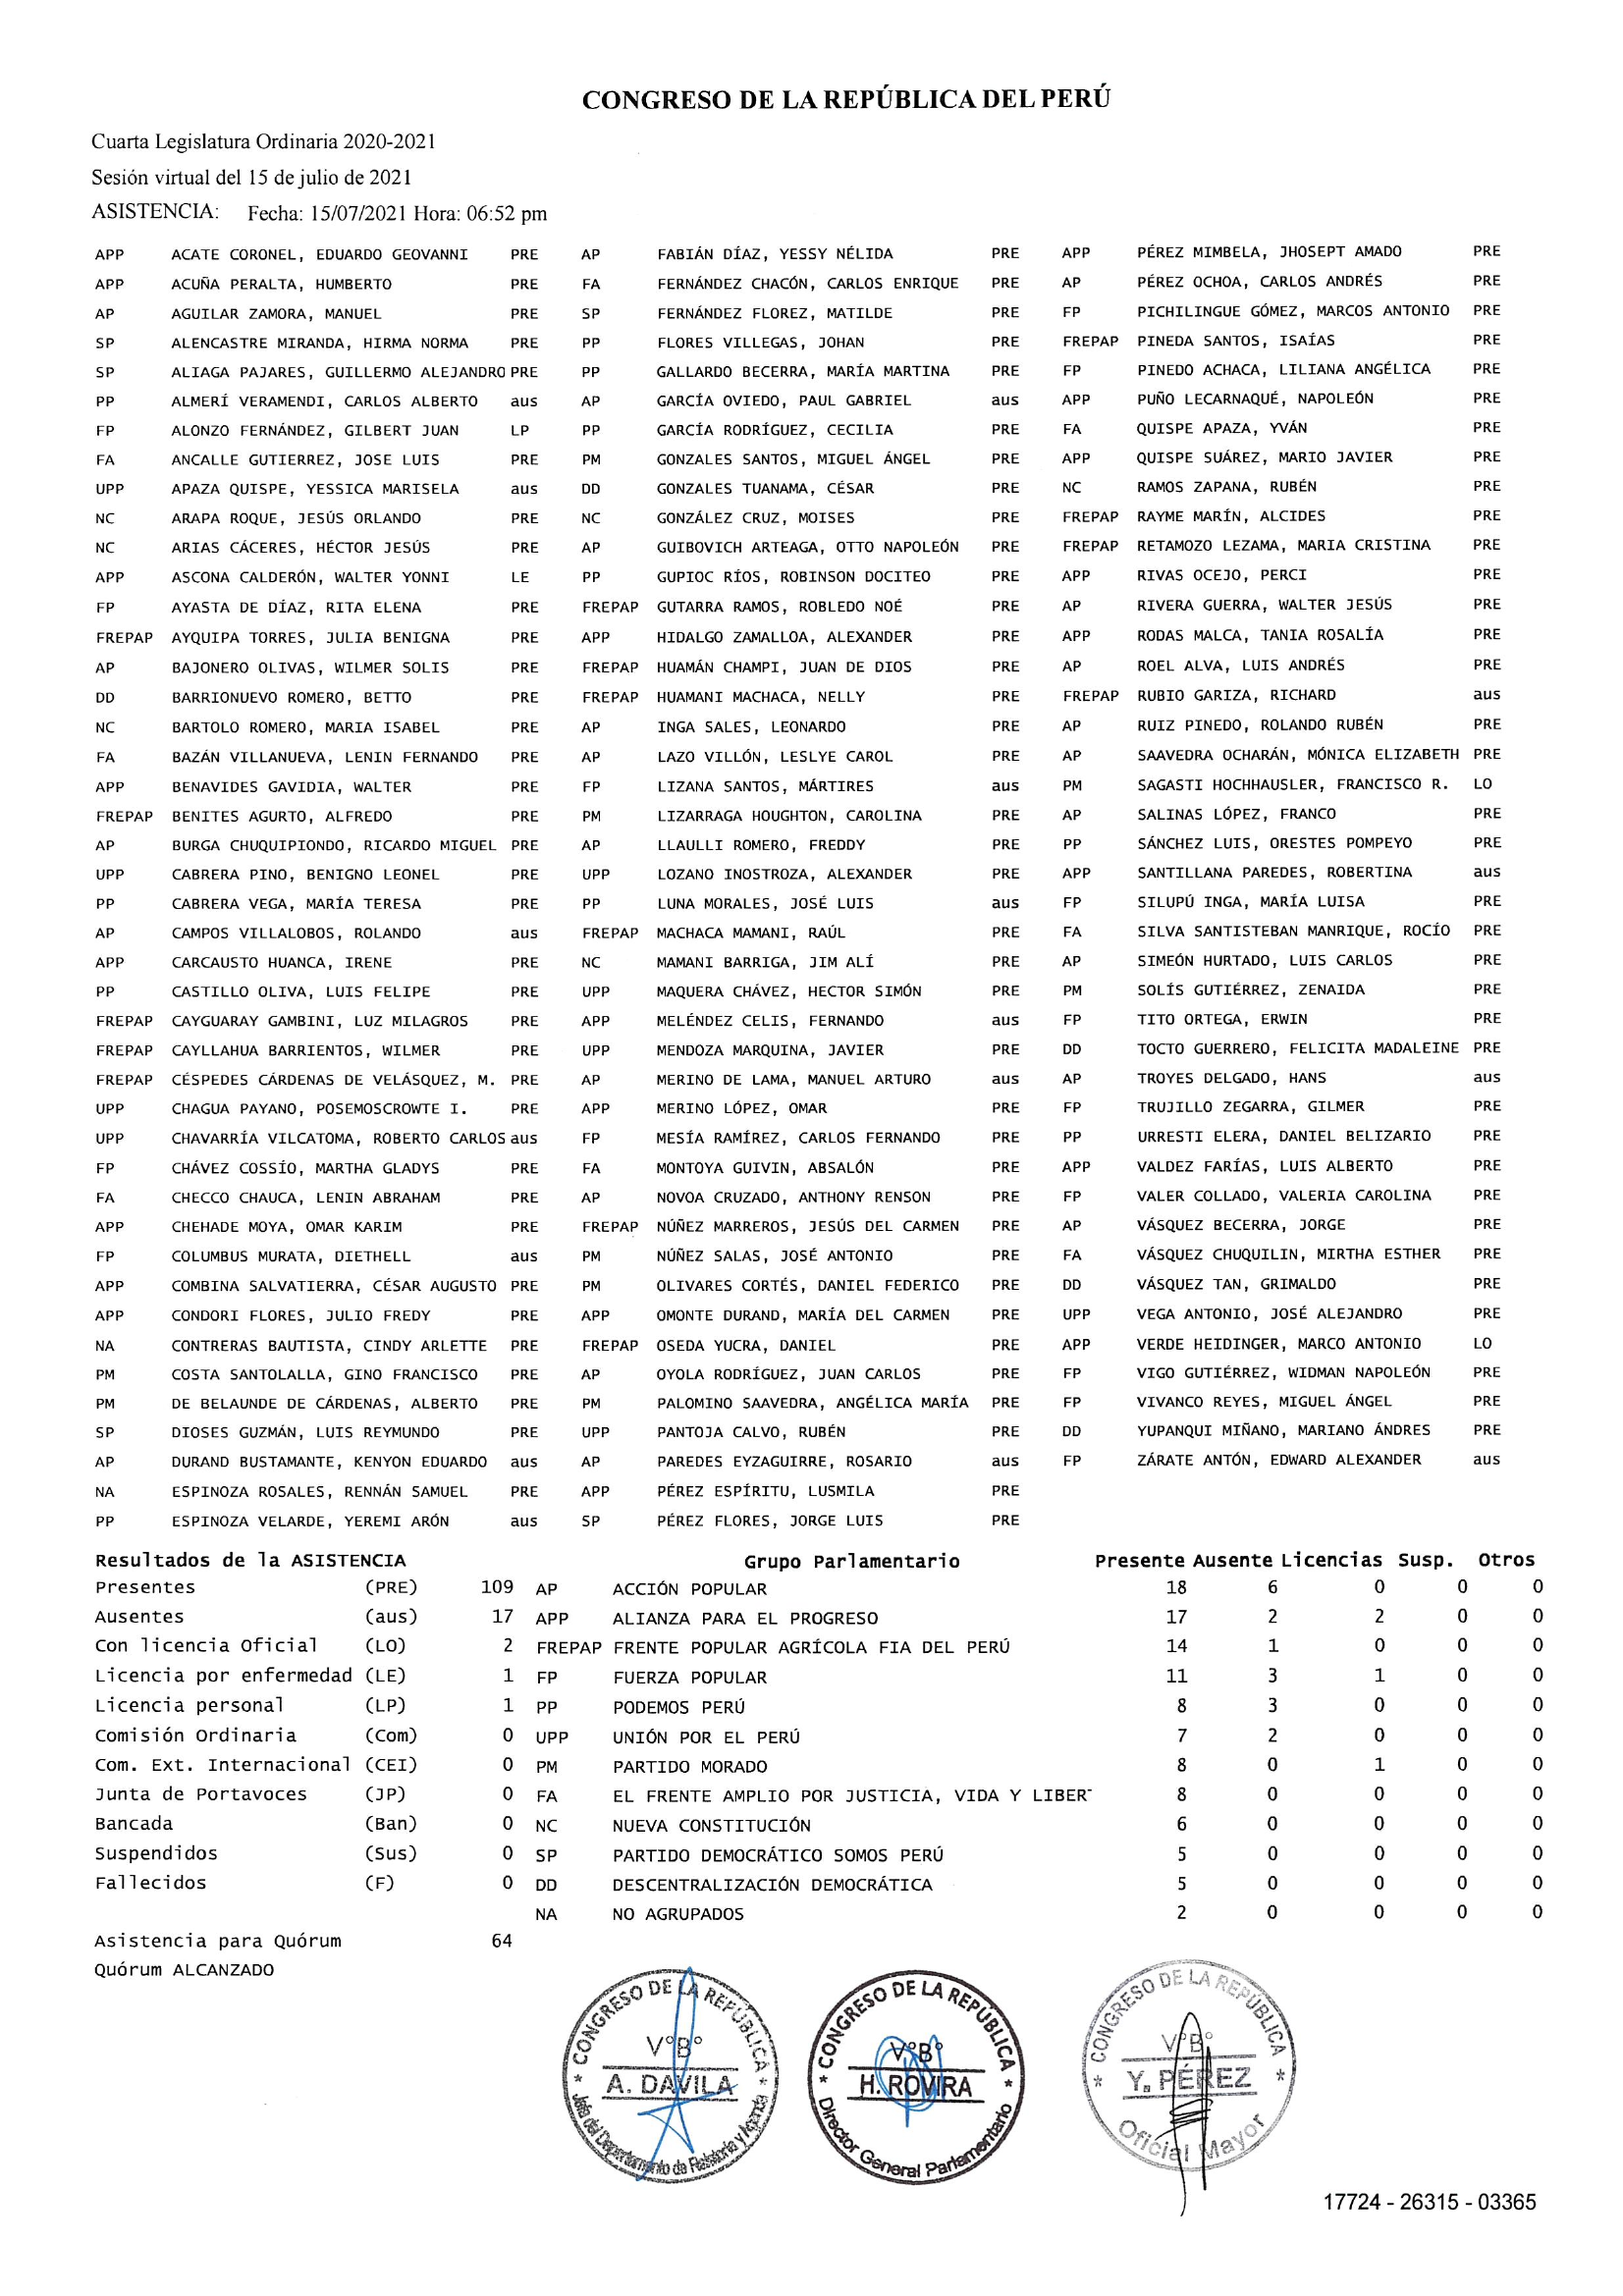 CONGRESO DE LA REPÚBLICA DEL PERÚ
Cuarta Legislatura Ordinaria 2020-2021
Sesión virtual del 15 de julio de 2021
ASISTENCIA: Fecha: 15/07/2021 Hora: 06:52 pm
APP ACATE CORONEL, EDUARDO GEOVANNI PRE AP FABIÁN DÍAZ, YESSY NÉLIDA PRE APP PÉREZ MIMBELA, JHOSEPT AMADO PRE
APP ACUÑA PERALTA, HUMBERTO PRE FA FERNÁNDEZ CHACÓN, CARLOS ENRIQUE PRE AP PÉREZ OCHOA, CARLOS ANDRÉS PRE
AP AGUILAR ZAMORA, MANUEL PRE SP FERNÁNDEZ FLOREZ, MATILDE PRE FP PICHILINGUE GÓMEZ, MARCOS ANTONIO PRE
SP ALENCASTRE MIRANDA, HIRMA NORMA PRE PP FLORES VILLEGAS, JOHAN PRE FREPAP PINEDA SANTOS, ISAÍAS PRE
SP ALIAGA PAJARES, GUILLERMO ALEJANDRO PRE PP GALLARDO BECERRA, MARÍA MARTINA PRE FP PINEDO ACHACA, LILIANA ANGÉLICA PRE
PP ALMERÍ VERAMENDI, CARLOS ALBERTO aus AP GARCÍA OVIEDO, PAUL GABRIEL aus APP PUÑO LECARNAQUÉ, NAPOLEÓN PRE
FP ALONZO FERNÁNDEZ, GILBERT JUAN LP PP GARCÍA RODRÍGUEZ, CECILIA PRE FA QUISPE APAZA, YVÁN PRE
FA ANCALLE GUTIERREZ, JOSE LUIS PRE PM GONZALES SANTOS, MIGUEL ÁNGEL PRE APP QUISPE SUÁREZ, MARIO JAVIER PRE
UPP APAZA QUISPE, YESSICA MARISELA aus DD GONZALES TUANAMA, CÉSAR PRE NC RAMOS ZAPANA, RUBÉN PRE
NC ARAPA ROQUE, JESÚS ORLANDO PRE NC GONZÁLEZ CRUZ, MOISES PRE FREPAP RAYME MARÍN, ALCIDES PRE
NC ARIAS CÁCERES, HÉCTOR JESÚS PRE AP GUIBOVICH ARTEAGA, OTTO NAPOLEÓN PRE FREPAP RETAMOZO LEZAMA, MARIA CRISTINA PRE
APP ASCONA CALDERÓN, WALTER YONNI LE PP GUPIOC RÍOS, ROBINSON DOCITEO PRE APP RIVAS OCEJO, PERCI PRE
FP AYASTA DE DÍAZ, RITA ELENA PRE FREPAP GUTARRA RAMOS, ROBLEDO NOÉ PRE AP RIVERA GUERRA, WALTER JESÚS PRE
FREPAP AYQUIPA TORRES, JULIA BENIGNA PRE APP HIDALGO ZAMALLOA, ALEXANDER PRE APP RODAS MALCA, TANIA ROSALÍA PRE
AP BAJONERO OLIVAS, WILMER SOLIS PRE FREPAP HUAMÁN CHAMPI, JUAN DE DIOS PRE AP ROEL ALVA, LUIS ANDRÉS PRE
DD BARRIONUEVO ROMERO, BETTO PRE FREPAP HUAMANI MACHACA, NELLY PRE FREPAP RUBIO GARIZA, RICHARD aus
NC BARTOLO ROMERO, MARIA ISABEL PRE AP INGA SALES, LEONARDO PRE AP RUIZ PINEDO, ROLANDO RUBÉN PRE
FA BAZÁN VILLANUEVA, LENIN FERNANDO PRE AP LAZO VILLÓN, LESLYE CAROL PRE AP SAAVEDRA OCHARÁN, MÓNICA ELIZABETH PRE
APP BENAVIDES GAVIDIA, WALTER PRE FP LIZANA SANTOS, MÁRTIRES aus PM SAGASTI HOCHHAUSLER, FRANCISCO R. LO
FREPAP BENITES AGURTO, ALFREDO PRE PM LIZARRAGA HOUGHTON, CAROLINA PRE AP SALINAS LÓPEZ, FRANCO PRE
AP BURGA CHUQUIPIONDO, RICARDO MIGUEL PRE AP LLAULLI ROMERO, FREDDY PRE PP SÁNCHEZ LUIS, ORESTES POMPEYO PRE
UPP CABRERA PINO, BENIGNO LEONEL PRE UPP LOZANO INOSTROZA, ALEXANDER PRE APP SANTILLANA PAREDES, ROBERTINA aus
PP CABRERA VEGA, MARÍA TERESA PRE PP LUNA MORALES, JOSÉ LUIS aus FP SILUPÚ INGA, MARÍA LUISA PRE
AP CAMPOS VILLALOBOS, ROLANDO aus FREPAP MACHACA MAMANI, RAÚL PRE FA SILVA SANTISTEBAN MANRIQUE, ROCÍO PRE
APP CARCAUSTO HUANCA, IRENE PRE NC MAMANI BARRIGA, JIM ALÍ PRE AP SIMEÓN HURTADO, LUIS CARLOS PRE
PP CASTILLO OLIVA, LUIS FELIPE PRE UPP MAQUERA CHÁVEZ, HECTOR SIMÓN PRE PM SOLÍS GUTIÉRREZ, ZENAIDA PRE
FREPAP CAYGUARAY GAMBINI, LUZ MILAGROS PRE APP MELÉNDEZ CELIS, FERNANDO aus FP TITO ORTEGA, ERWIN PRE
FREPAP CAYLLAHUA BARRIENTOS, WILMER PRE UPP MENDOZA MARQUINA, JAVIER PRE DD TOCTO GUERRERO, FELICITA MADALEINE PRE
FREPAP CÉSPEDES CÁRDENAS DE VELÁSQUEZ, M. PRE AP MERINO DE LAMA, MANUEL ARTURO aus AP TROYES DELGADO, HANS aus
UPP CHAGUA PAYANO, POSEMOSCROWTE I. PRE APP MERINO LÓPEZ, OMAR PRE FP TRUJILLO ZEGARRA, GILMER PRE
UPP CHAVARRÍA VILCATOMA, ROBERTO CARLOS aus FP MESÍA RAMÍREZ, CARLOS FERNANDO PRE PP URRESTI ELERA, DANIEL BELIZARIO PRE
FP CHÁVEZ COSSÍO, MARTHA GLADYS PRE FA MONTOYA GUIVIN, ABSALÓN PRE APP VALDEZ FARÍAS, LUIS ALBERTO PRE
FA CHECCO CHAUCA, LENIN ABRAHAM PRE AP NOVOA CRUZADO, ANTHONY RENSON PRE FP VALER COLLADO, VALERIA CAROLINA PRE
APP CHEHADE MOYA, OMAR KARIM PRE FREPAP NÚÑEZ MARREROS, JESÚS DEL CARMEN PRE AP VÁSQUEZ BECERRA, JORGE PRE
FP COLUMBUS MURATA, DIETHELL aus PM NÚÑEZ SALAS, JOSÉ ANTONIO PRE FA VÁSQUEZ CHUQUILIN, MIRTHA ESTHER PRE
APP COMBINA SALVATIERRA, CÉSAR AUGUSTO PRE PM OLIVARES CORTÉS, DANIEL FEDERICO PRE DD VÁSQUEZ TAN, GRIMALDO PRE
APP CONDORI FLORES, JULIO FREDY PRE APP OMONTE DURAND, MARÍA DEL CARMEN PRE UPP VEGA ANTONIO, JOSÉ ALEJANDRO PRE
NA CONTRERAS BAUTISTA, CINDY ARLETTE PRE FREPAP OSEDA YUCRA, DANIEL PRE APP VERDE HEIDINGER, MARCO ANTONIO LO
PM COSTA SANTOLALLA, GINO FRANCISCO PRE AP OYOLA RODRÍGUEZ, JUAN CARLOS PRE FP VIGO GUTIÉRREZ, WIDMAN NAPOLEÓN PRE
PM DE BELAUNDE DE CÁRDENAS, ALBERTO PRE PM PALOMINO SAAVEDRA, ANGÉLICA MARÍA PRE FP VIVANCO REYES, MIGUEL ÁNGEL PRE
SP DIOSES GUZMÁN, LUIS REYMUNDO PRE UPP PANTOJA CALVO, RUBÉN PRE DD YUPANQUI MIÑANO, MARIANO ÁNDRES PRE
AP DURAND BUSTAMANTE, KENYON EDUARDO aus AP PAREDES EYZAGUIRRE, ROSARIO aus FP ZÁRATE ANTÓN, EDWARD ALEXANDER aus
NA ESPINOZA ROSALES, RENNÁN SAMUEL PRE APP PÉREZ ESPÍRITU, LUSMILA PRE
PP ESPINOZA VELARDE, YEREMI ARÓN aus SP PÉREZ FLORES, JORGE LUIS PRE
Resultados de la ASISTENCIA Grupo Parlamentario Presente Ausente Licencias Susp. Otros
Presentes (PRE) 109 AP ACCIÓN POPULAR 18 6 0 0 0
Ausentes (aus) 17 APP ALIANZA PARA EL PROGRESO 17 2 2 0 0
Con licencia Oficial (LO) 2 FREPAP FRENTE POPULAR AGRÍCOLA FIA DEL PERÚ 14 1 0 0 0
Licencia por enfermedad (LE) 1 FP FUERZA POPULAR 11 3 1 0 0
Licencia personal (LP) 1 PP PODEMOS PERÚ 8 3 0 0 0
Comisión Ordinaria (Com) 0 UPP UNIÓN POR EL PERÚ 7 2 0 0 0
Com. Ext. Internacional (CEI) 0 PM PARTIDO MORADO 8 0 1 0 0
Junta de Portavoces (JP) 0 FA EL FRENTE AMPLIO POR JUSTICIA, VIDA Y LIBERT 8 0 0 0 0
Bancada (Ban) 0 NC NUEVA CONSTITUCIÓN 6 0 0 0 0
Suspendidos (Sus) 0 SP PARTIDO DEMOCRÁTICO SOMOS PERÚ 5 0 0 0 0
Fallecidos (F) 0 DD DESCENTRALIZACIÓN DEMOCRÁTICA 5 0 0 0 0
NA NO AGRUPADOS 2 0 0 0 0
Asistencia para Quórum 64
Quórum ALCANZADO
* CONGRESO DE LA REPÚBLICA *
V°B°
A. DAVILA
Jefa del Departamento de Relatoría y Agenda
* CONGRESO DE LA REPÚBLICA *
V°B°
H. ROVIRA
Director General Parlamentario
* CONGRESO DE LA REPÚBLICA *
V°B°
Y. PÉREZ
Oficial Mayor
17724 - 26315 - 03365